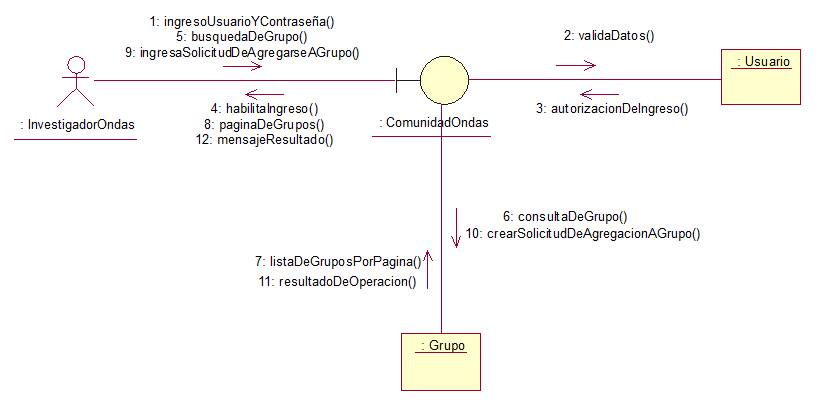 1: ingresoUsuarioYContraseña()
5: busquedaDeGrupo()
9: ingresaSolicitudDeAgregarseAGrupo()
2: validaDatos()
: Usuario
4: habilitaIngreso()
8: paginaDeGrupos()
12: mensajeResultado()
3: autorizacionDeIngreso()
: InvestigadorOndas
: ComunidadOndas
6: consultaDeGrupo()
10: crearSolicitudDeAgregacionAGrupo()
7: listaDeGruposPorPagina()
11: resultadoDeOperacion()
: Grupo